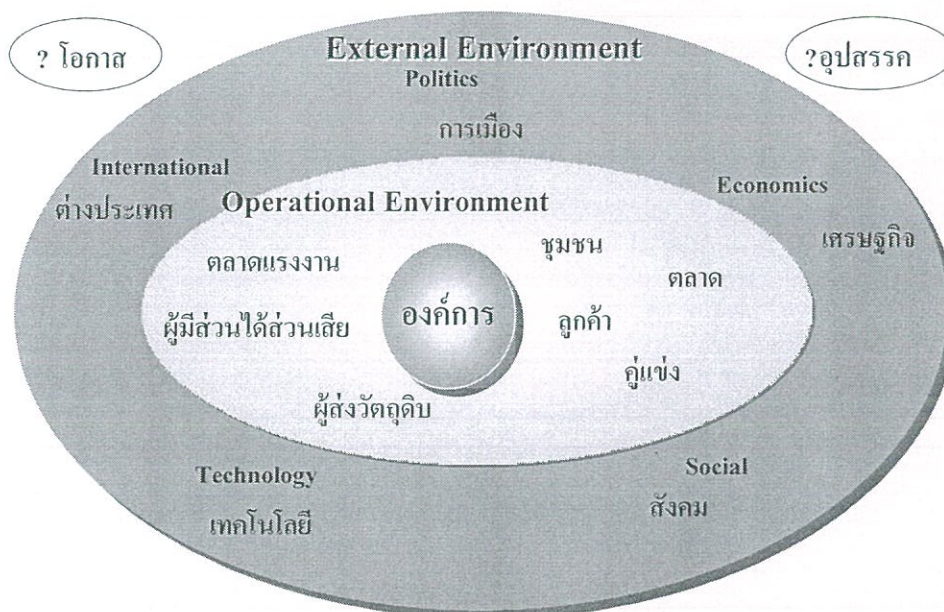 ? โอกาส
External Environment
?อุปสรรค
Politics
การเมือง
International
ต่างประเทศ
Economics
เศรษฐกิจ
Operational Environment
ตลาดแรงงาน
ชุมชน
ตลาด
องค์การ
ผู้มีส่วนได้ส่วนเสีย
ลูกค้า
คู่แข่ง
ผู้ส่งวัตถุดิบ
Technology
เทคโนโลยี
Social
สังคม